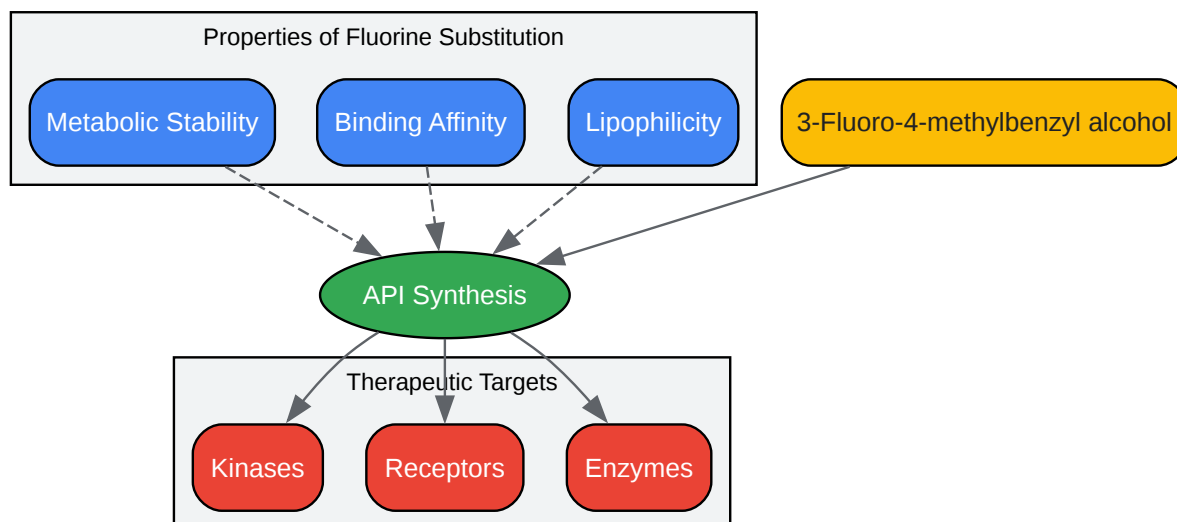 Properties of Fluorine Substitution
Metabolic Stability
Binding Affinity
Lipophilicity
3-Fluoro-4-methylbenzyl alcohol
API Synthesis
Therapeutic Targets
Kinases
Receptors
Enzymes